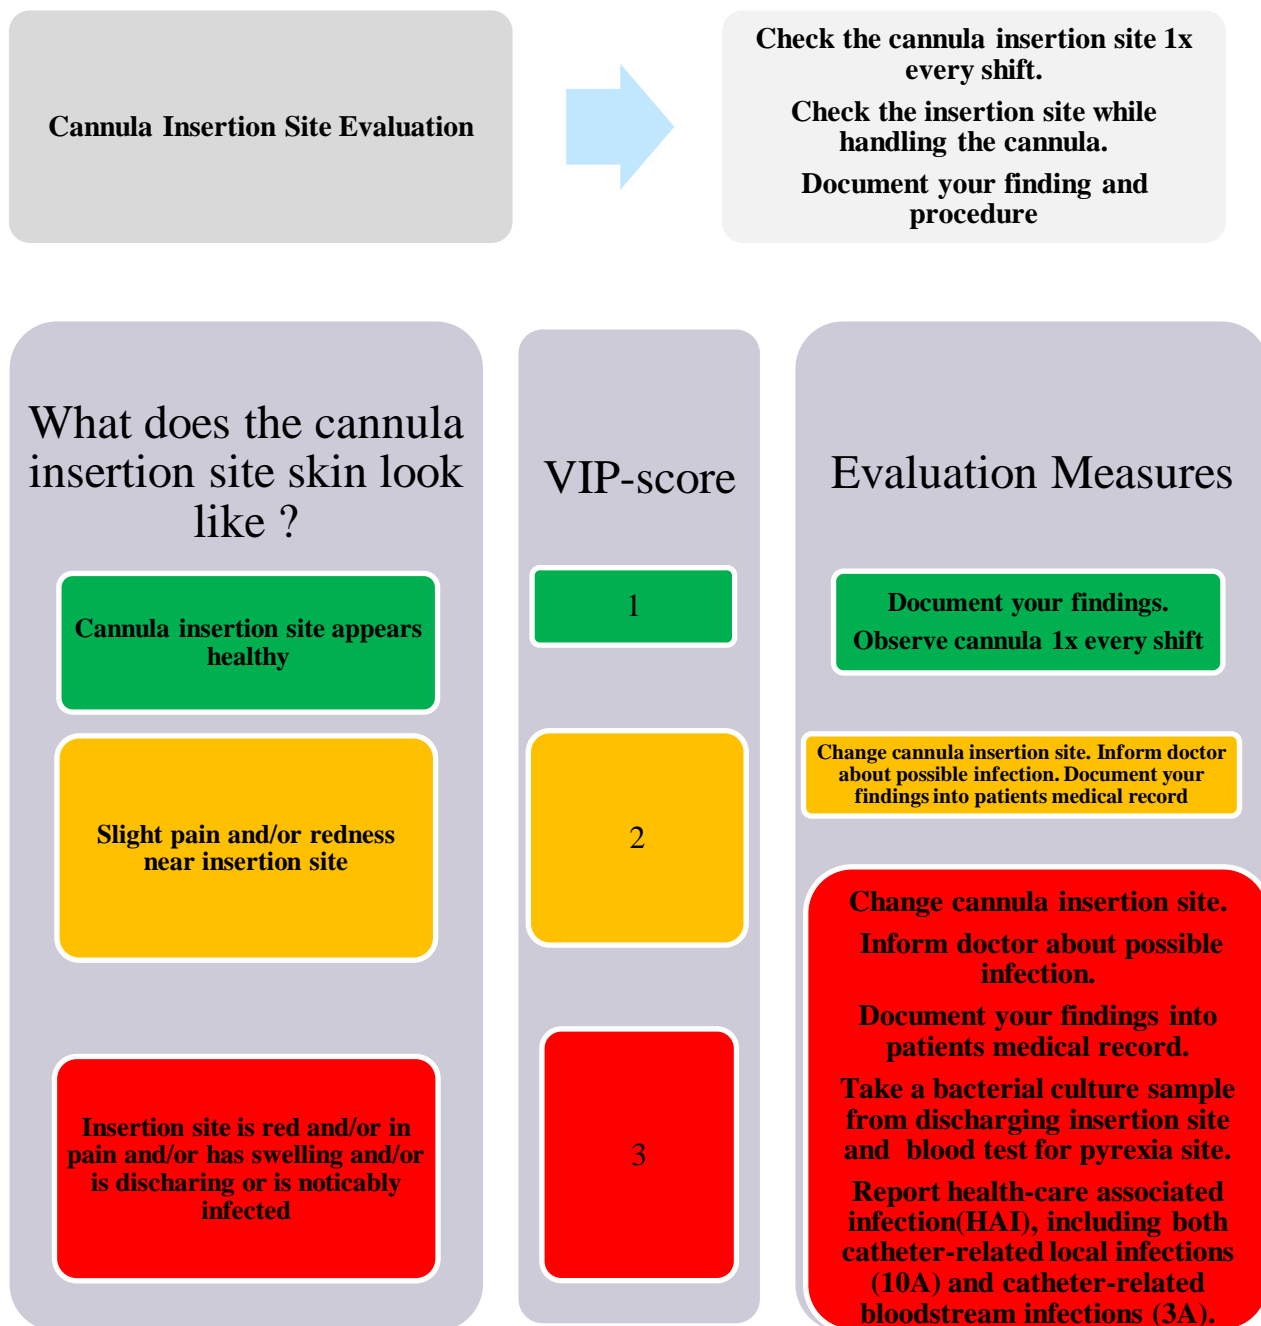 Cannula Insertion Site Evaluation
Check the cannula insertion site 1x
every shift.
Check the insertion site while
handling the cannula.
Document your finding and
procedure
What does the cannula
insertion site skin look
like ?
VIP-score
Evaluation Measures
Cannula insertion site appears
healthy
1
Document your findings.
Observe cannula 1x every shift
Slight pain and/or redness
near insertion site
2
Change cannula insertion site. Inform doctor
about possible infection. Document your
findings into patients medical record
Insertion site is red and/or in
pain and/or has swelling and/or
is discharing or is noticably
infected
3
Change cannula insertion site.
Inform doctor about possible
infection.
Document your findings into
patients medical record.
Take a bacterial culture sample
from discharging insertion site
and blood test for pyrexia site.
Report health-care associated
infection(HAI), including both
catheter-related local infections
(10A) and catheter-related
bloodstream infections (3A).